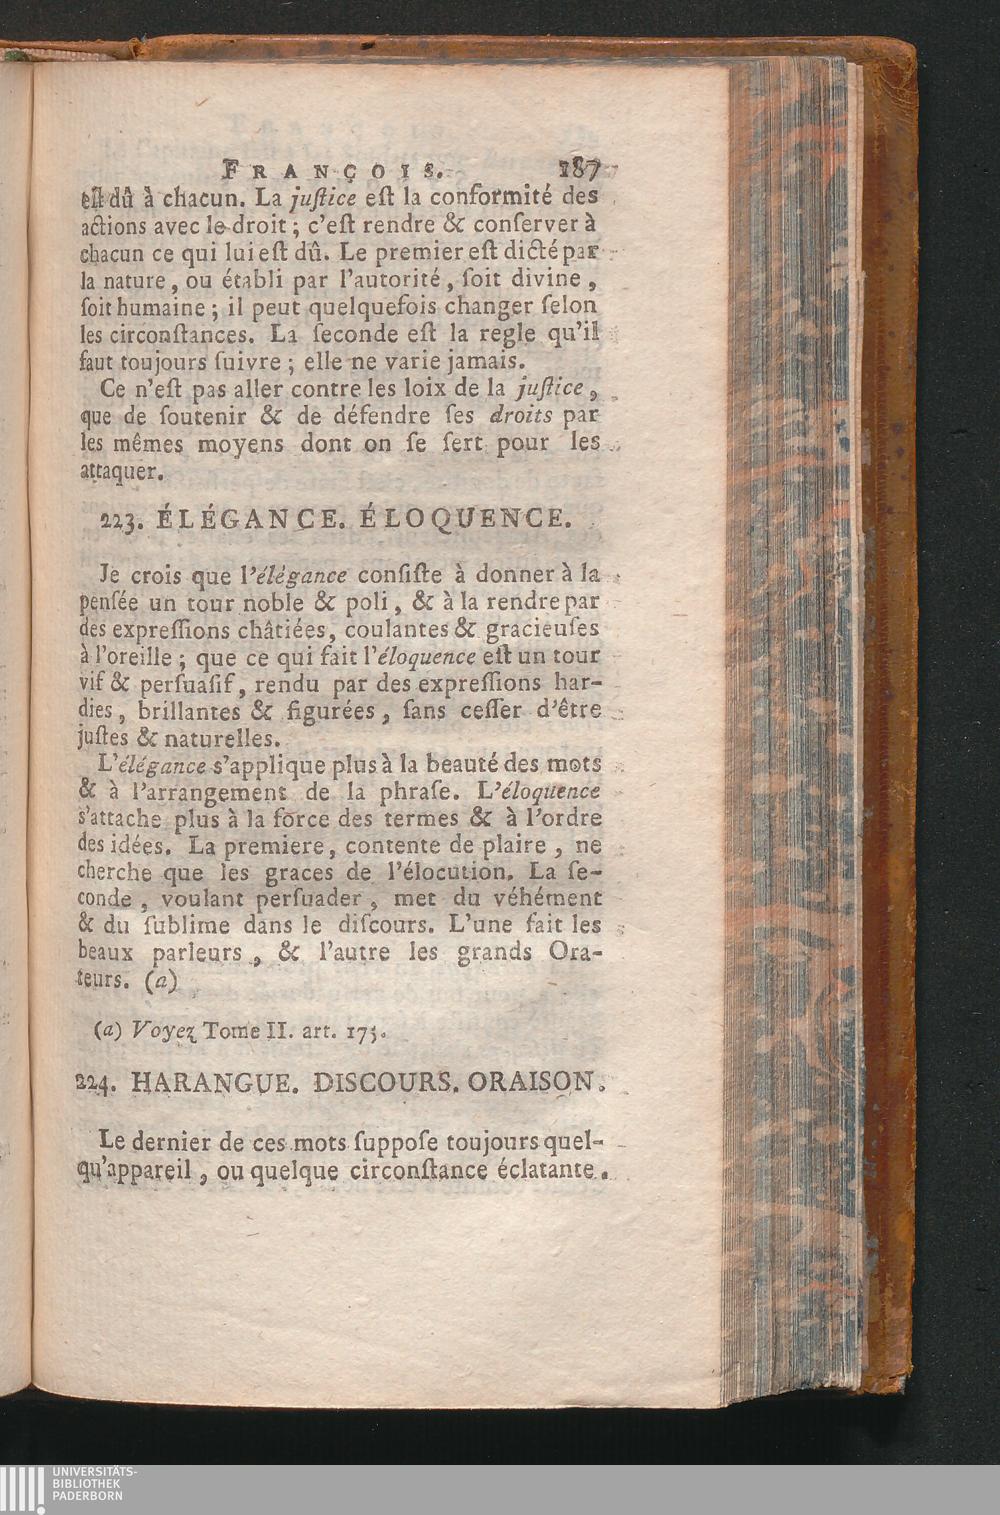 FRANÇOIS. 187
eſt dû à chacun. La juſtice eſt la conformité des
actions avec le droit ; c'eſt rendre & conſerver à
chacun ce qui lui eſt dû. Le premier eſt dicté par
la nature, ou établi par l'autorité, ſoit divine,
ſoit humaine ; il peut quelquefois changer ſelon
les circonſtances. La ſeconde eſt la regle qu'il
faut toujours ſuivre ; elle ne varie jamais.
Ce n'eſt pas aller contre les loix de la juſtice,
que de ſoutenir & de défendre ſes droits par
les mêmes moyens dont on ſe ſert pour les
attaquer.
223. ÉLÉGANCE. ÉLOQUENCE.
Je crois que l'élégance conſiſte à donner à la
penſée un tour noble & poli, & à la rendre par
des expreſſions châtiées, coulantes & gracieuſes
à l'oreille ; que ce qui fait l'éloquence eſt un tour
vif & perſuaſif, rendu par des expreſſions har-
dies, brillantes & figurées, ſans ceſſer d'être
juſtes & naturelles.
L'élégance s'applique plus à la beauté des mots
& à l'arrangement de la phraſe. L'éloquence
s'attache plus à la force des termes & à l'ordre
des idées. La premiere, contente de plaire, ne
cherche que les graces de l'élocution. La ſe-
conde, voulant perſuader, met du véhément
& du ſublime dans le diſcours. L'une fait les
beaux parleurs, & l'autre les grands Ora-
teurs. (a)
(a) Voyez Tome II. art. 175.
224. HARANGUE. DISCOURS. ORAISON.
Le dernier de ces mots ſuppoſe toujours quel-
qu'appareil, ou quelque circonſtance éclatante.
UNIVERSITÄTS-
BIBLIOTHEK
PADERBORN